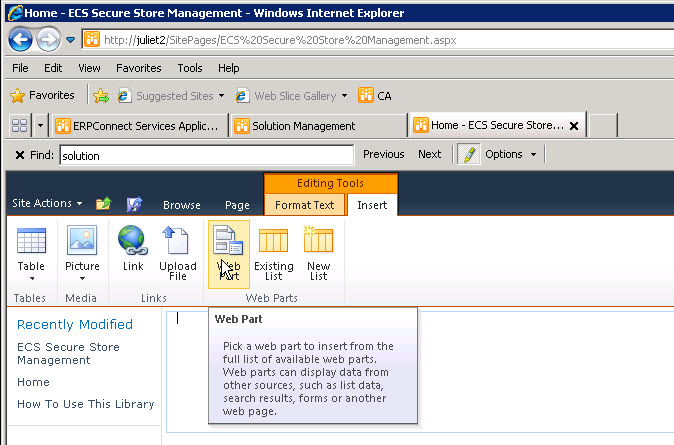 Home - ECS Secure Store Management - Windows Internet Explorer
http://juliet2/SitePages/ECS%20Secure%20Store%20Management.aspx
File Edit View Favorites Tools Help
Favorites Suggested Sites Web Slice Gallery CA
ERPConnect Services Applic... Solution Management Home - ECS Secure Store...
Find: solution Previous Next Options
Editing Tools
Site Actions Browse Page Format Text Insert
Table Picture Link Upload File Web Part Existing List New List
Tables Media Links Web Parts
Recently Modified
ECS Secure Store
Management
Home
How To Use This Library
Web Part
Pick a web part to insert from the
full list of available web parts.
Web parts can display data from
other sources, such as list data,
search results, forms or another
web page.